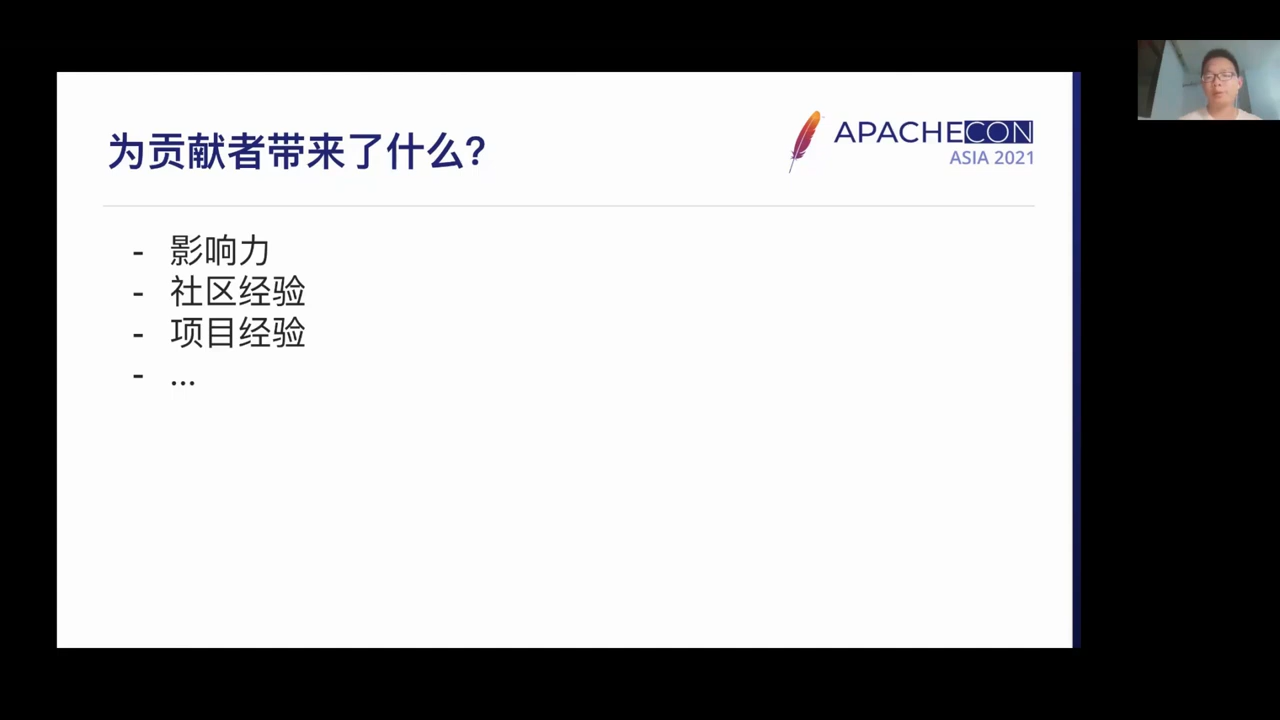 为贡献者带来了什么?
APACHECON
ASIA 2021
- 影响力
- 社区经验
- 项目经验
- ...